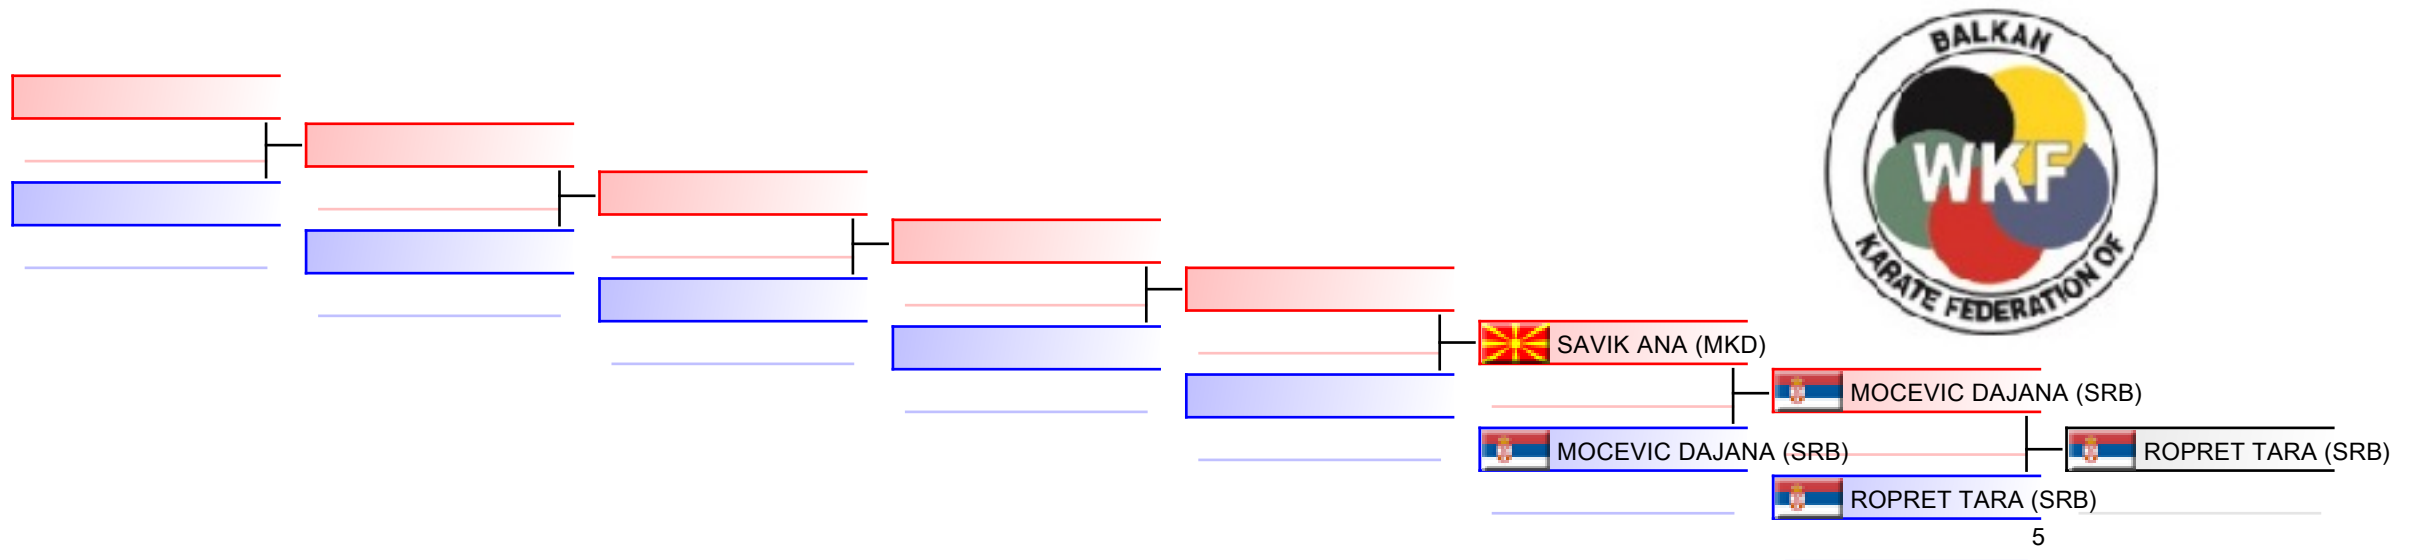 BALKAN
WKF
KARATE FEDERATION OF
SAVIK ANA (MKD)
MOCEVIC DAJANA (SRB)
MOCEVIC DAJANA (SRB)
ROPRET TARA (SRB)
ROPRET TARA (SRB)
5